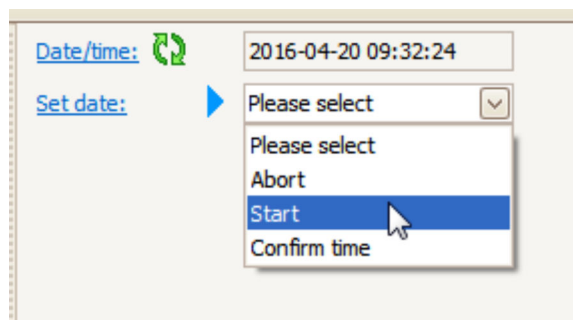 Date/time: 2016-04-20 09:32:24
Set date: Please select
Please select
Abort
Start
Confirm time